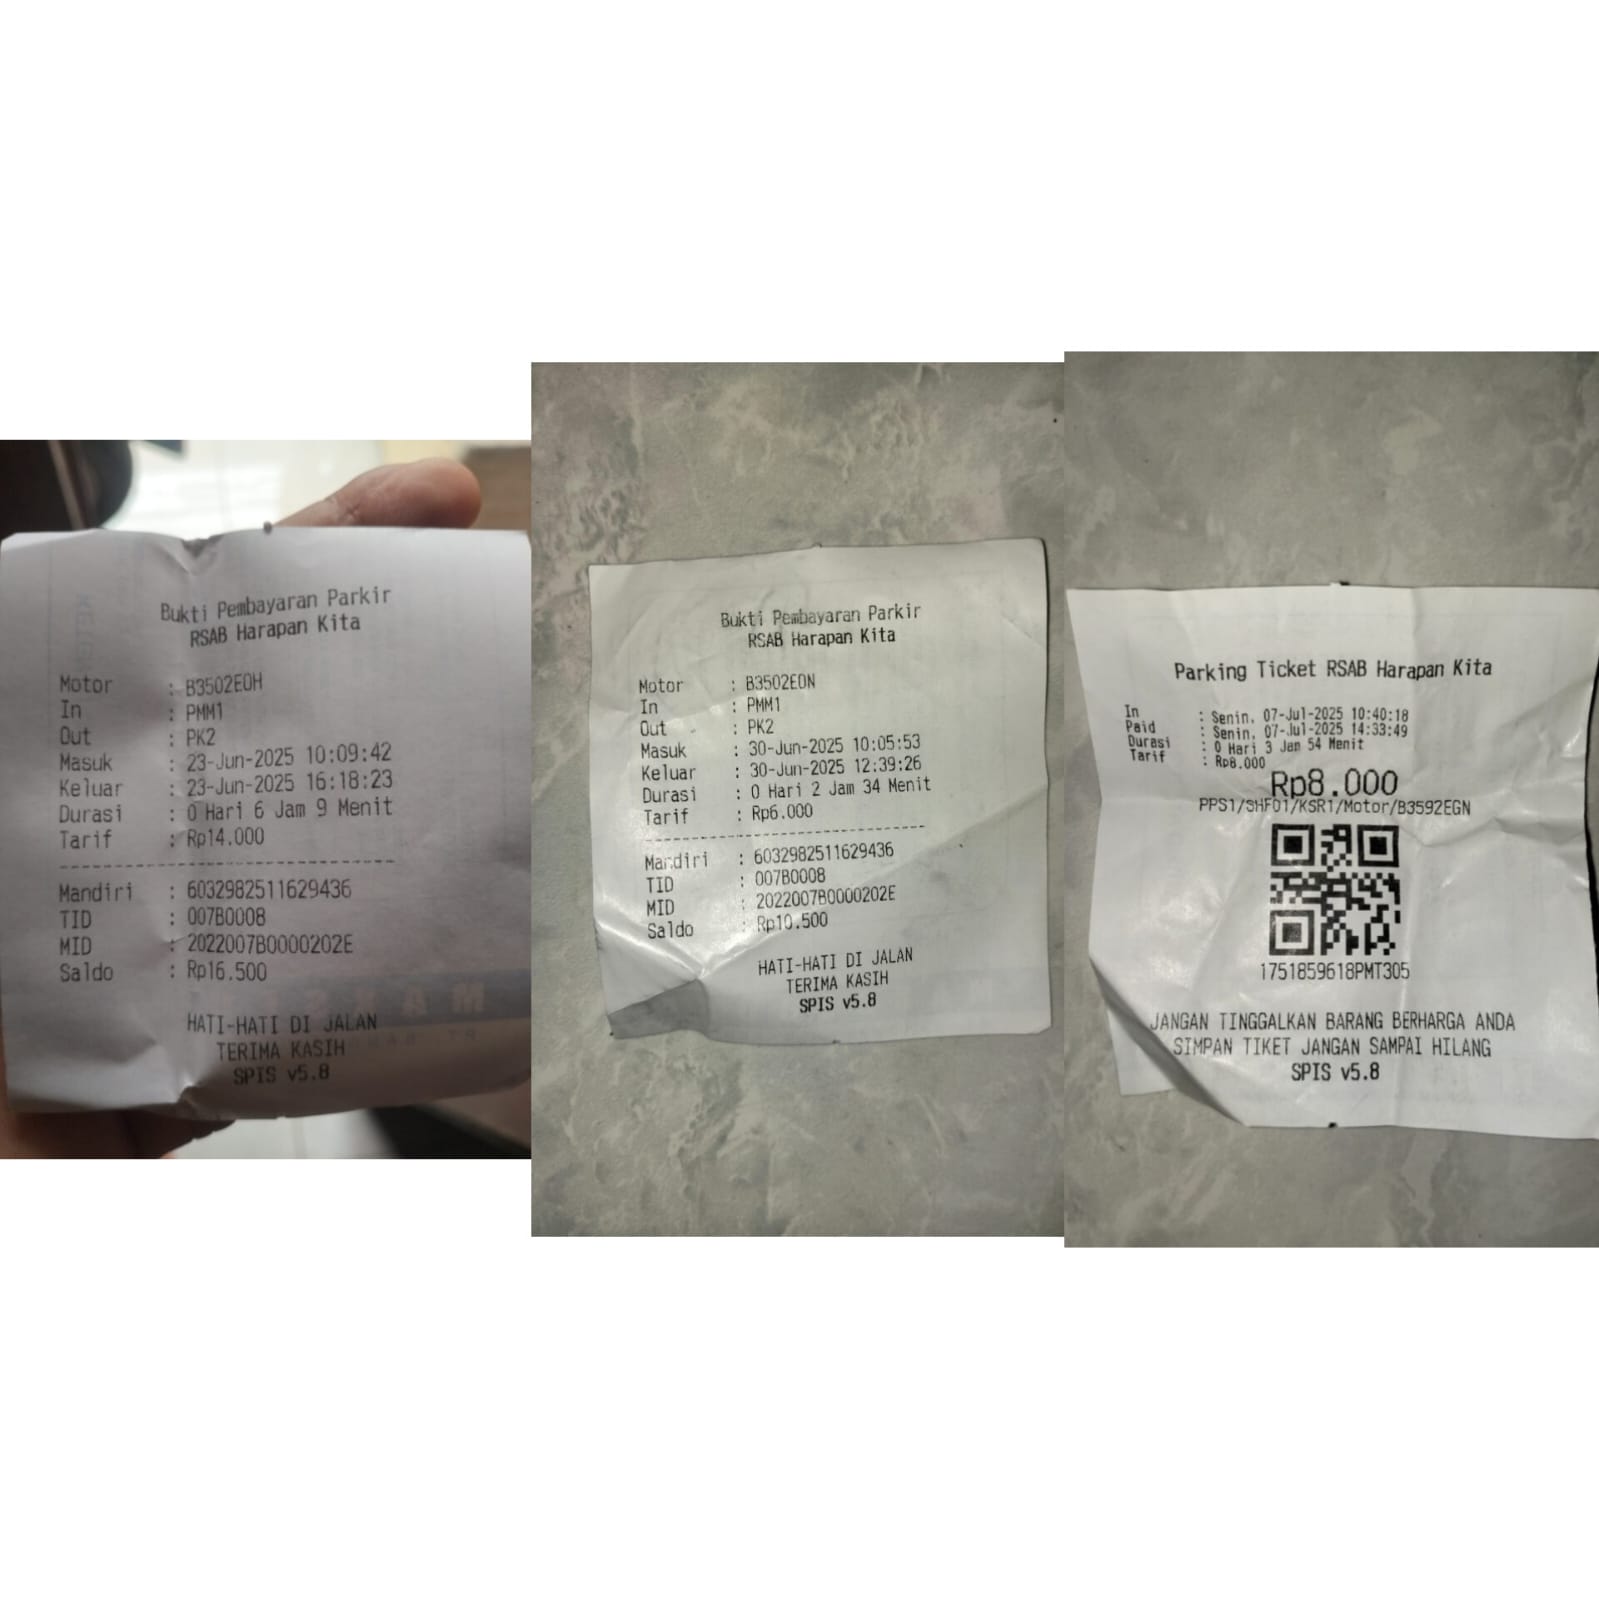 Bukti Pembayaran Parkir
RSAB Harapan Kita
Motor : B3502EOH
In : PMM1
Out : PK2
Masuk : 23-Jun-2025 10:09:42
Keluar : 23-Jun-2025 16:18:23
Durasi : 0 Hari 6 Jam 9 Menit
Tarif : Rp14.000
Mandiri : 6032982511629436
TID : 007B0008
MID : 2022007B0000202E
Saldo : Rp16.500
HATI-HATI DI JALAN
TERIMA KASIH
SPIS v5.8
Bukti Pembayaran Parkir
RSAB Harapan Kita
Motor : B3502EON
In : PMM1
Out : PK2
Masuk : 30-Jun-2025 10:05:53
Keluar : 30-Jun-2025 12:39:26
Durasi : 0 Hari 2 Jam 34 Menit
Tarif : Rp6.000
Mandiri : 6032982511629436
TID : 007B0008
MID : 2022007B0000202E
Saldo : Rp10.500
HATI-HATI DI JALAN
TERIMA KASIH
SPIS v5.8
Parking Ticket RSAB Harapan Kita
In : Senin, 07-Jul-2025 10:40:18
Paid : Senin, 07-Jul-2025 14:33:49
Durasi : 0 Hari 3 Jam 54 Menit
Tarif : Rp8.000
Rp8.000
PPS1/SHF01/KSR1/Motor/B3592EGN
1751859618PMT305
JANGAN TINGGALKAN BARANG BERHARGA ANDA
SIMPAN TIKET JANGAN SAMPAI HILANG
SPIS v5.8